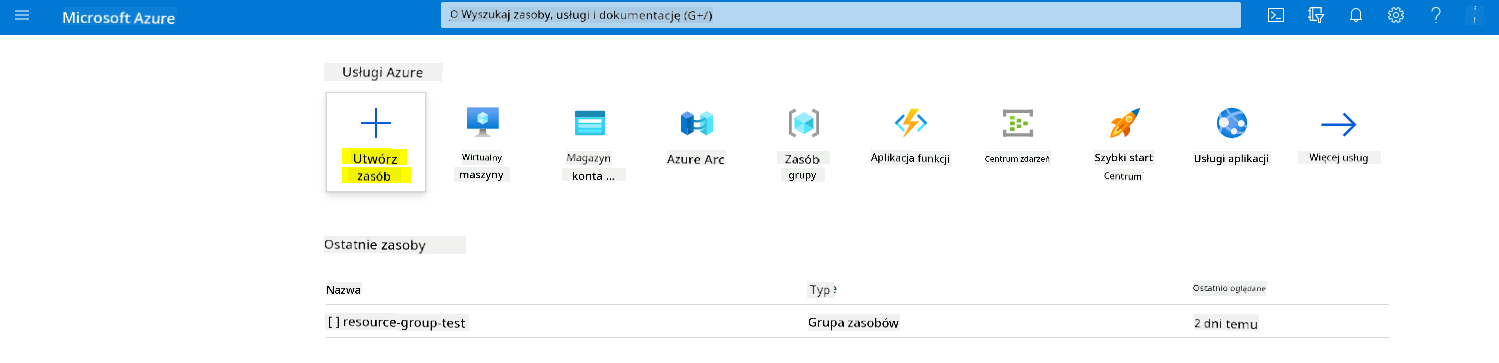 Microsoft Azure
Wyszukaj zasoby, usługi i dokumentację (G+/)
Usługi Azure
Utwórz
zasób
Wirtualny
maszyny
Magazyn
konta ...
Azure Arc
Zasób
grupy
Aplikacja funkcji
Centrum zdarzeń
Szybki start
Centrum
Usługi aplikacji
Więcej usług
Ostatnie zasoby
Nazwa Typ Ostatnio oglądane
[ ] resource-group-test Grupa zasobów 2 dni temu